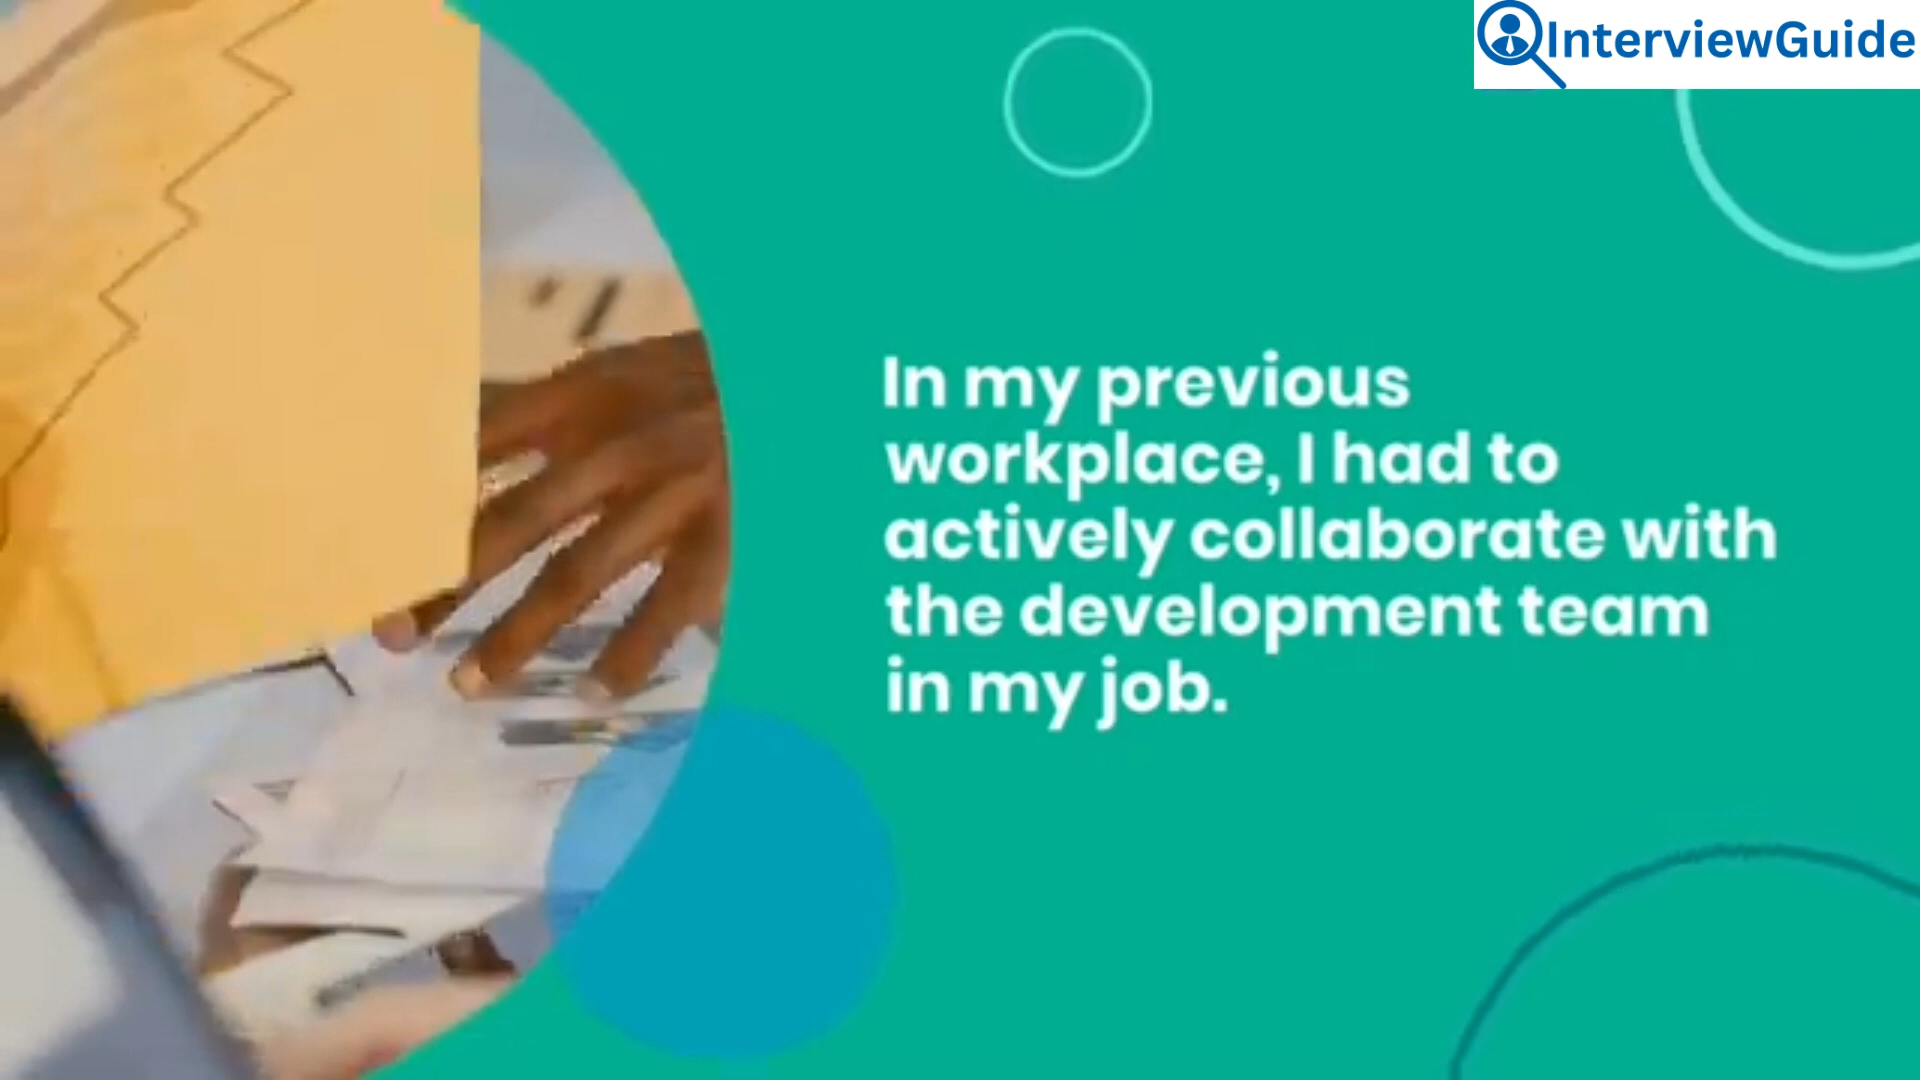 InterviewGuide
In my previous
workplace, I had to
actively collaborate with
the development team
in my job.